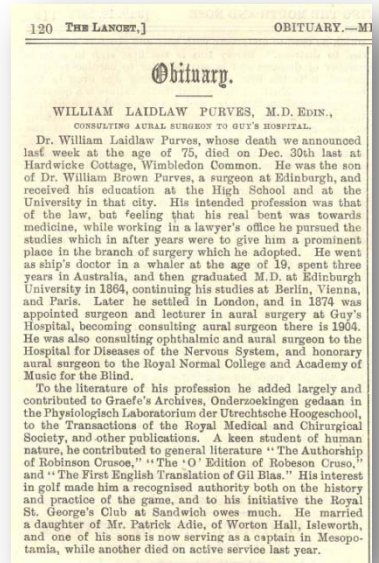 120 THE LANCET,] OBITUARY.—M
Obituary.
WILLIAM LAIDLAW PURVES, M.D. EDIN.,
CONSULTING AURAL SURGEON TO GUY'S HOSPITAL.
Dr. William Laidlaw Purves, whose death we announced
last week at the age of 75, died on Dec. 30th last at
Hardwicke Cottage, Wimbledon Common. He was the son
of Dr. William Brown Purves, a surgeon at Edinburgh, and
received his education at the High School and at the
University in that city. His intended profession was that
of the law, but feeling that his real bent was towards
medicine, while working in a lawyer's office he pursued the
studies which in after years were to give him a prominent
place in the branch of surgery which he adopted. He went
as ship's doctor in a whaler at the age of 19, spent three
years in Australia, and then graduated M.D. at Edinburgh
University in 1864, continuing his studies at Berlin, Vienna,
and Paris. Later he settled in London, and in 1874 was
appointed surgeon and lecturer in aural surgery at Guy's
Hospital, becoming consulting aural surgeon there is 1904.
He was also consulting ophthalmic and aural surgeon to the
Hospital for Diseases of the Nervous System, and honorary
aural surgeon to the Royal Normal College and Academy of
Music for the Blind.
To the literature of his profession he added largely and
contributed to Graefe's Archives, Onderzoekingen gedaan in
the Physiologisch Laboratorium der Utrechtsche Hoogeschool,
to the Transactions of the Royal Medical and Chirurgical
Society, and other publications. A keen student of human
nature, he contributed to general literature "The Authorship
of Robinson Crusoe," "The 'O' Edition of Robeson Cruso,"
and "The First English Translation of Gil Blas." His interest
in golf made him a recognised authority both on the history
and practice of the game, and to his initiative the Royal
St. George's Club at Sandwich owes much. He married
a daughter of Mr. Patrick Adie, of Worton Hall, Isleworth,
and one of his sons is now serving as a captain in Mesopo-
tamia, while another died on active service last year.